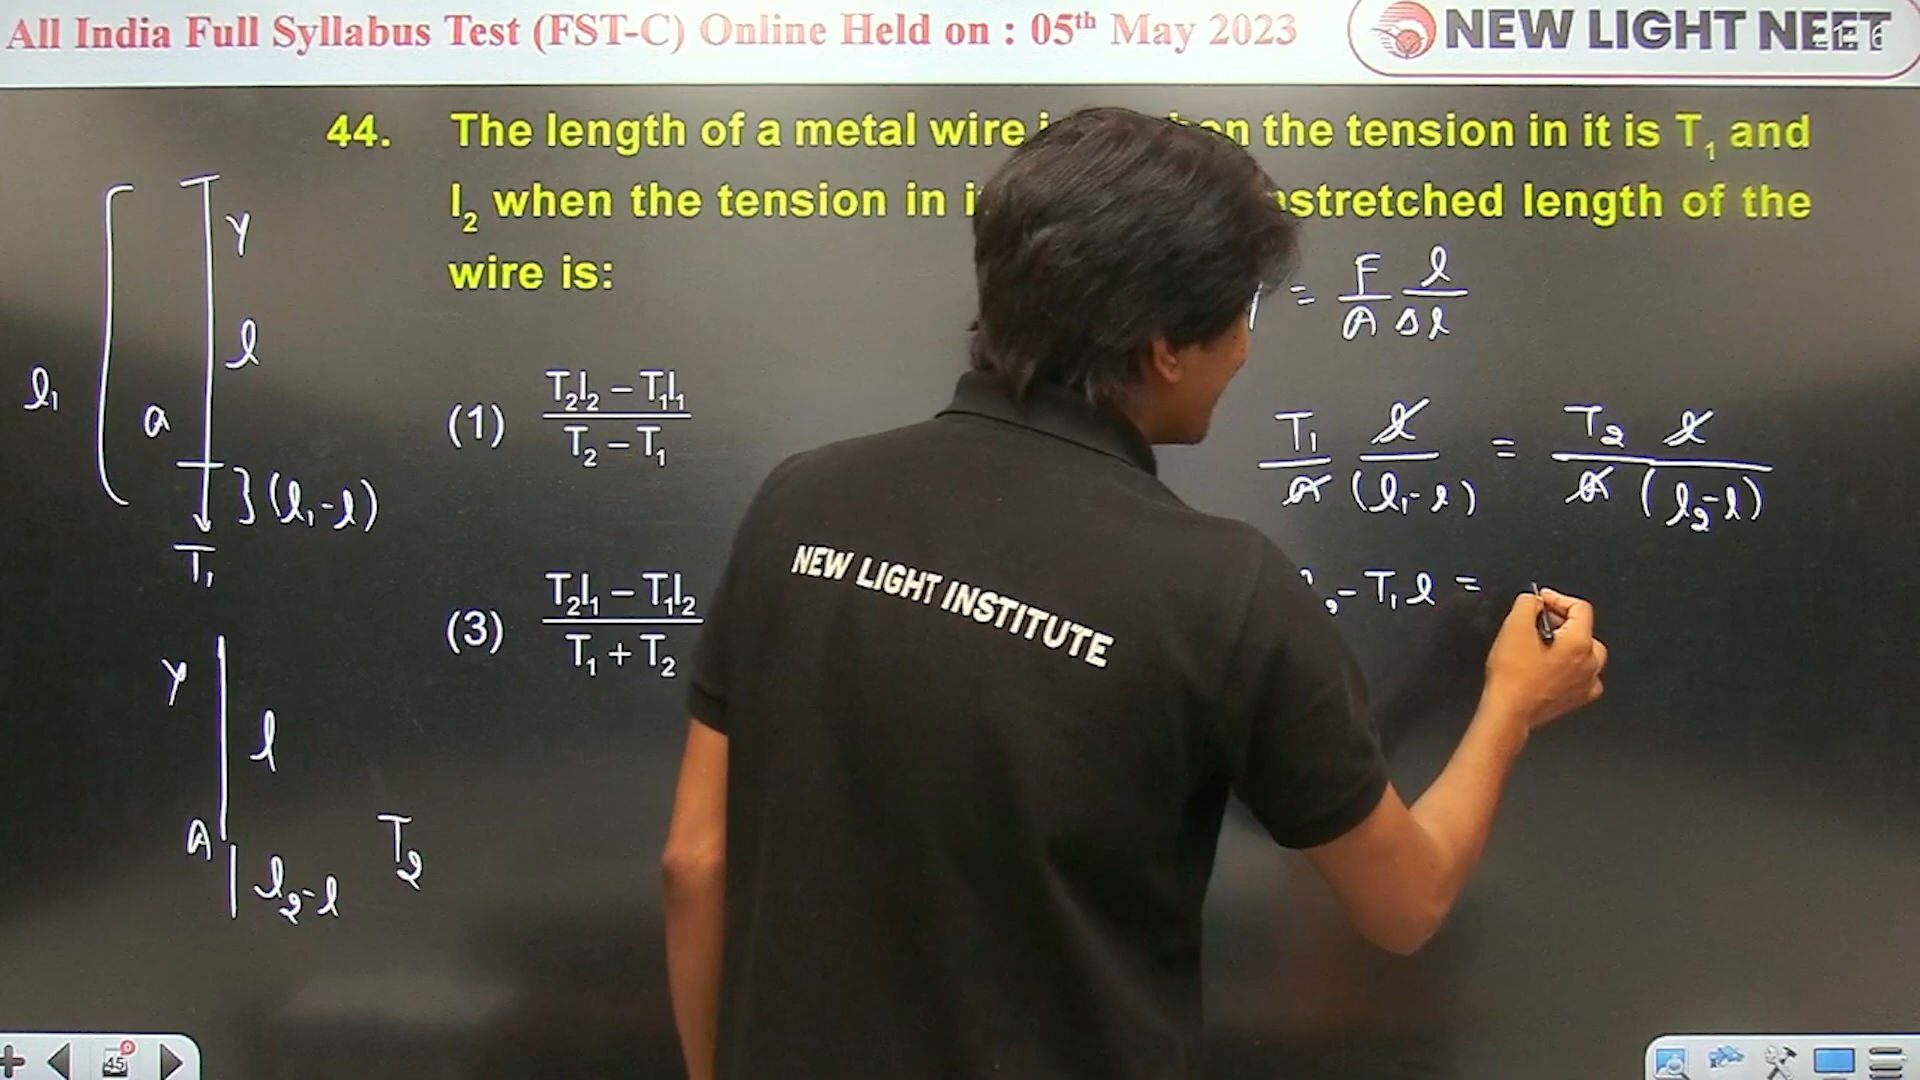 All India Full Syllabus Test (FST-C) Online Held on : 05th May 2023
NEW LIGHT NEET
44. The length of a metal wire the tension in it is T₁ and
l₂ when the tension in stretched length of the
wire is:
(1) (T₂l₂ – T₁l₁)/(T₂ – T₁)
(3) (T₂l₁ – T₁l₂)/(T₁ + T₂)
l₁
Y
l
a
}(l₁-l)
T₁
Y
l
A
l₂-l
T₂
= F/A l/Δl
T₁/a l/(l₁-l) = T₂ l/a (l₂-l)
-T₁l =
NEW LIGHT INSTITUTE
45
0